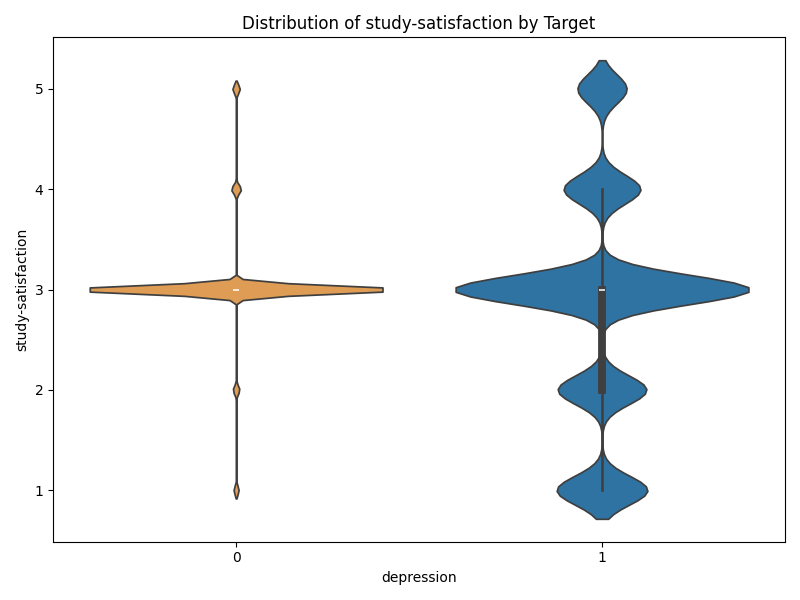 Distribution of study-satisfaction by Target
study-satisfaction
5
4
3
2
1
0
1
depression